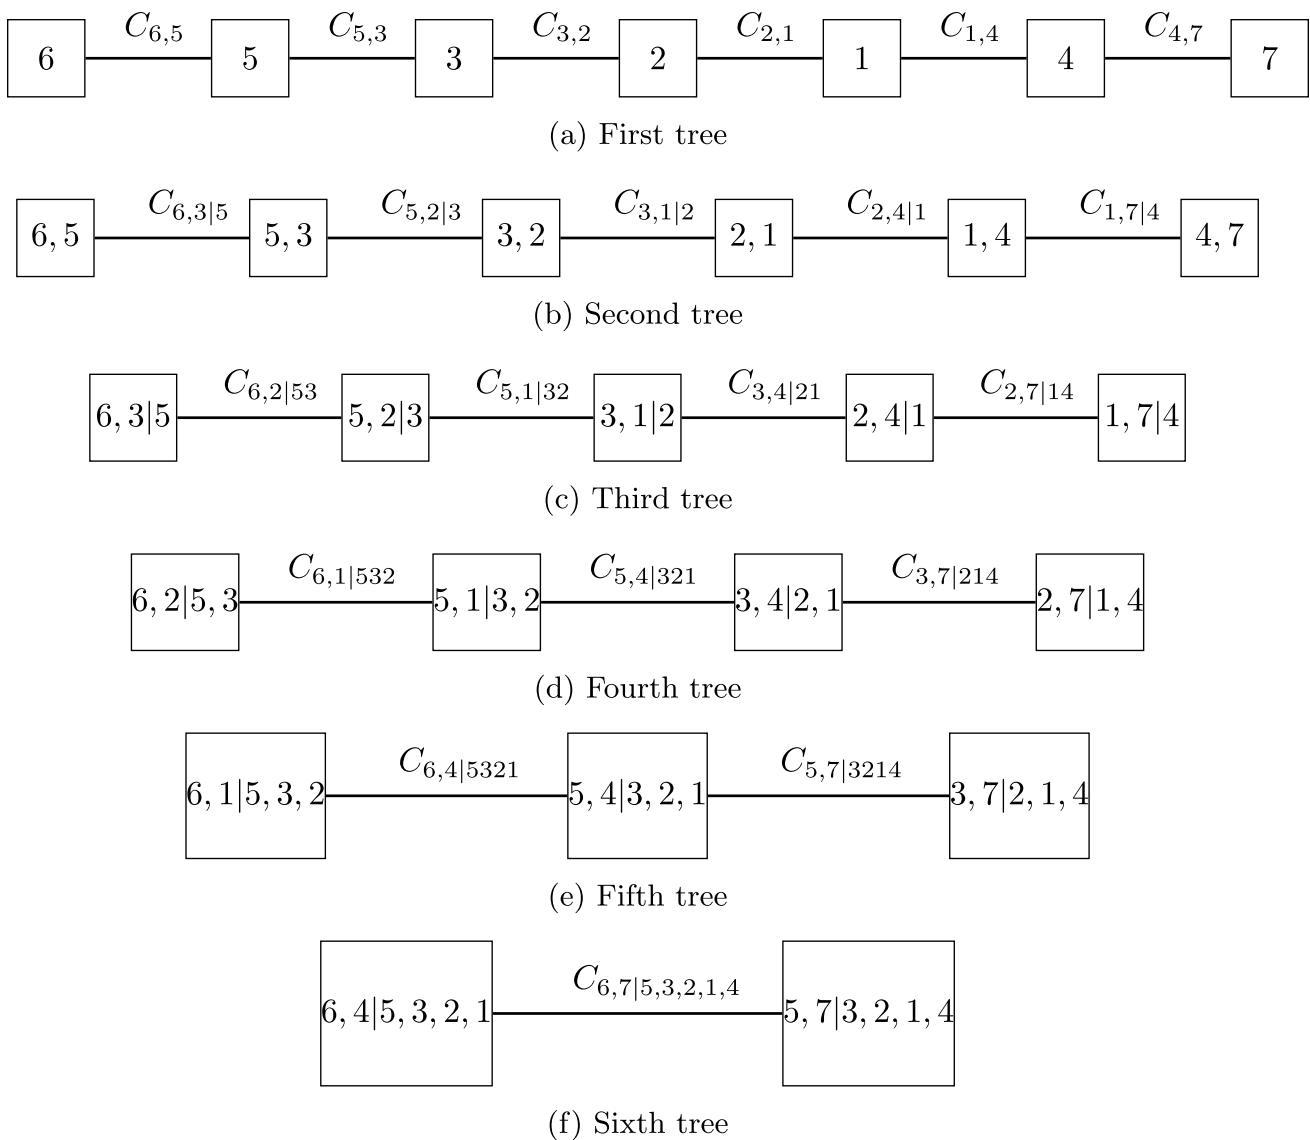 C6,5 C5,3 C3,2 C2,1 C1,4 C4,7
6 5 3 2 1 4 7
(a) First tree
C6,3|5 C5,2|3 C3,1|2 C2,4|1 C1,7|4
6, 5 5, 3 3, 2 2, 1 1, 4 4, 7
(b) Second tree
C6,2|53 C5,1|32 C3,4|21 C2,7|14
6, 3|5 5, 2|3 3, 1|2 2, 4|1 1, 7|4
(c) Third tree
C6,1|532 C5,4|321 C3,7|214
6, 2|5, 3 5, 1|3, 2 3, 4|2, 1 2, 7|1, 4
(d) Fourth tree
C6,4|5321 C5,7|3214
6, 1|5, 3, 2 5, 4|3, 2, 1 3, 7|2, 1, 4
(e) Fifth tree
C6,7|5,3,2,1,4
6, 4|5, 3, 2, 1 5, 7|3, 2, 1, 4
(f) Sixth tree